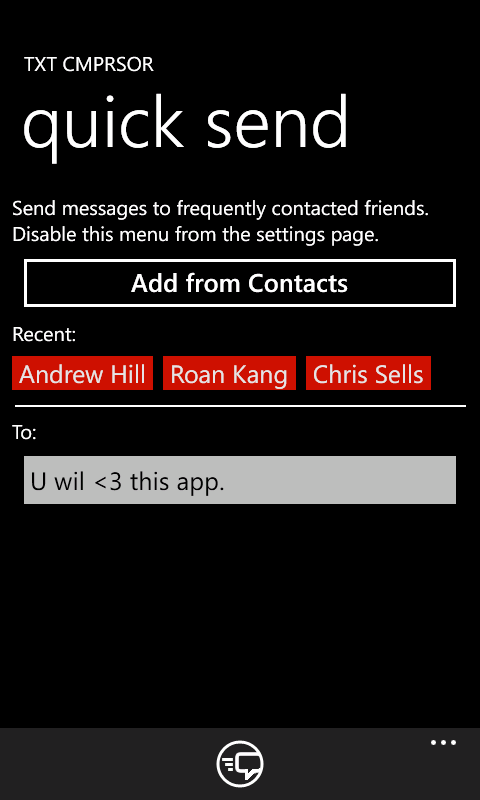 TXT CMPRSOR
quick send
Send messages to frequently contacted friends.
Disable this menu from the settings page.
Add from Contacts
Recent:
Andrew Hill Roan Kang Chris Sells
To:
U wil <3 this app.